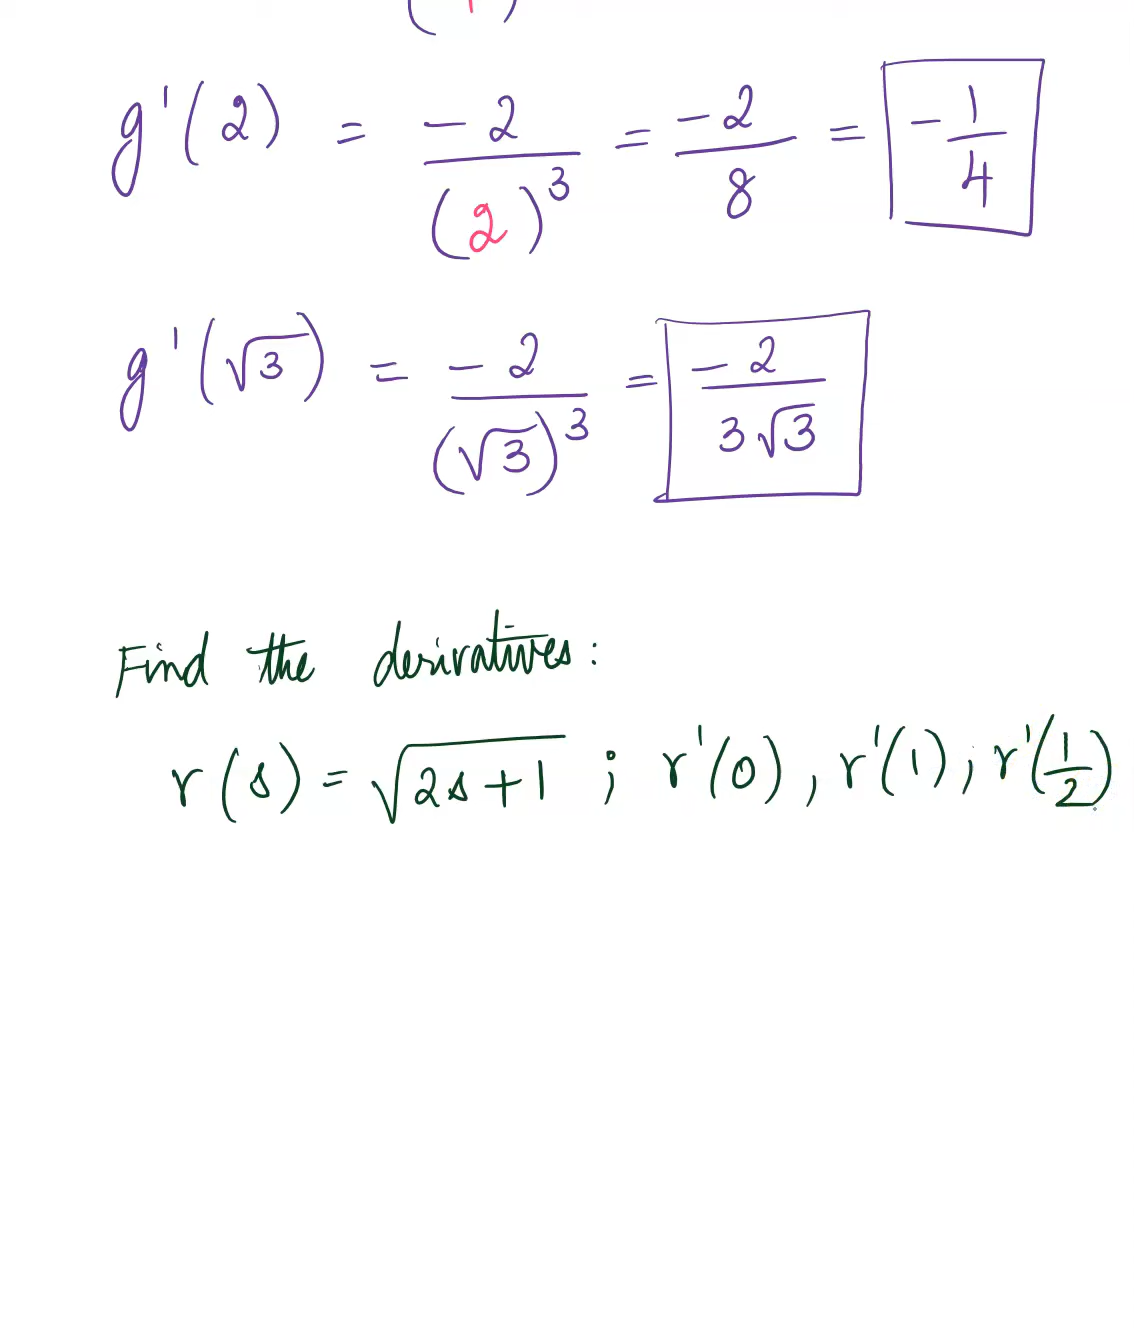 g'(2) = -2/(2)^3 = -2/8 = -1/4
g'(√3) = -2/(√3)^3 = -2/3√3
Find the derivatives:
r(s) = √(2s+1) ; r'(0), r'(1); r'(1/2)